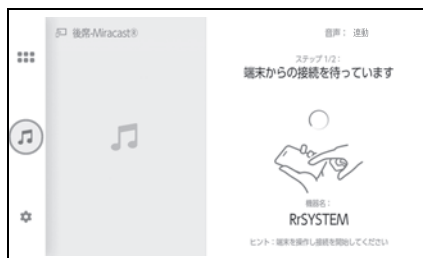 後席-Miracast®
音声： 連動
ステップ1/2：
端末からの接続を待っています
機器名：
RrSYSTEM
ヒント：端末を操作し接続を開始してください